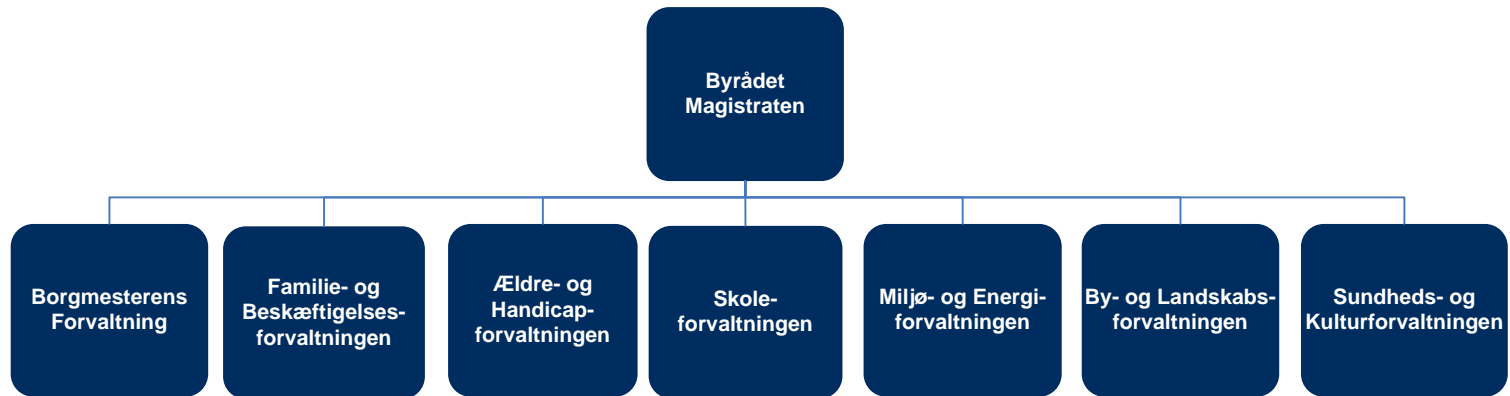 Byrådet
Magistraten
Borgmesterens
Forvaltning
Familie- og
Beskæftigelses-
forvaltningen
Ældre- og
Handicap-
forvaltningen
Skole-
forvaltningen
Miljø- og Energi-
forvaltningen
By- og Landskabs-
forvaltningen
Sundheds- og
Kulturforvaltningen